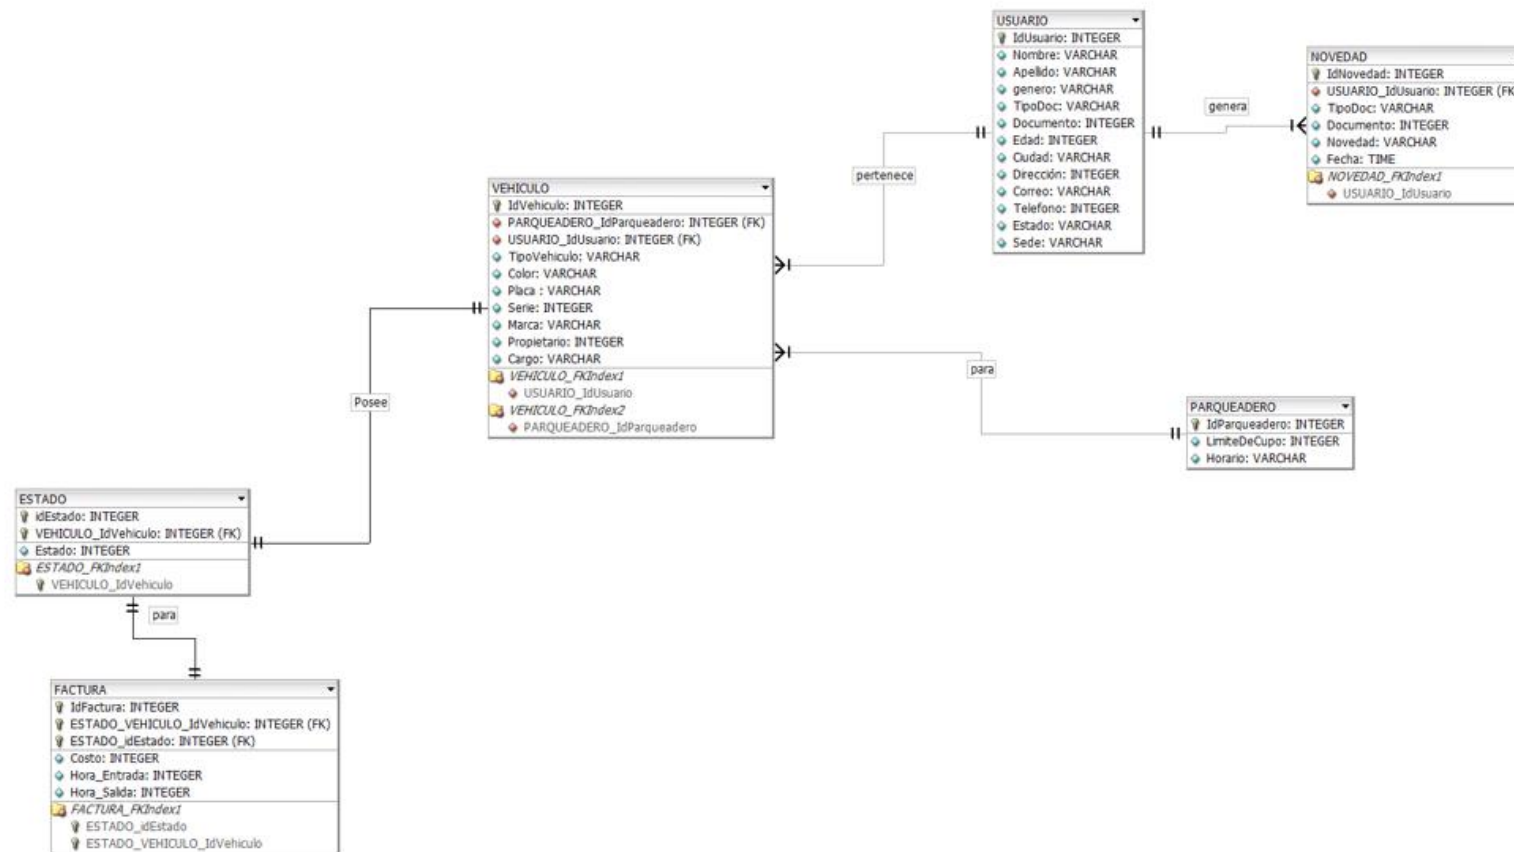 USUARIO
IdUsuario: INTEGER
Nombre: VARCHAR
Apellido: VARCHAR
genero: VARCHAR
TipoDoc: VARCHAR
Documento: INTEGER
Edad: INTEGER
Ciudad: VARCHAR
Dirección: INTEGER
Correo: VARCHAR
Telefono: INTEGER
Estado: VARCHAR
Sede: VARCHAR
genera
NOVEDAD
IdNovedad: INTEGER
USUARIO_IdUsuario: INTEGER (FK
TipoDoc: VARCHAR
Documento: INTEGER
Novedad: VARCHAR
Fecha: TIME
NOVEDAD_FKIndex1
USUARIO_IdUsuario
pertenece
VEHICULO
IdVehiculo: INTEGER
PARQUEADERO_IdParqueadero: INTEGER (FK)
USUARIO_IdUsuario: INTEGER (FK)
TipoVehiculo: VARCHAR
Color: VARCHAR
Placa : VARCHAR
Serie: INTEGER
Marca: VARCHAR
Propietario: INTEGER
Cargo: VARCHAR
VEHICULO_FKIndex1
USUARIO_IdUsuario
VEHICULO_FKIndex2
PARQUEADERO_IdParqueadero
para
PARQUEADERO
IdParqueadero: INTEGER
LimiteDeCupo: INTEGER
Horario: VARCHAR
Posee
ESTADO
idEstado: INTEGER
VEHICULO_IdVehiculo: INTEGER (FK)
Estado: INTEGER
ESTADO_FKIndex1
VEHICULO_IdVehiculo
para
FACTURA
IdFactura: INTEGER
ESTADO_VEHICULO_IdVehiculo: INTEGER (FK)
ESTADO_idEstado: INTEGER (FK)
Costo: INTEGER
Hora_Entrada: INTEGER
Hora_Salida: INTEGER
FACTURA_FKIndex1
ESTADO_idEstado
ESTADO_VEHICULO_IdVehiculo